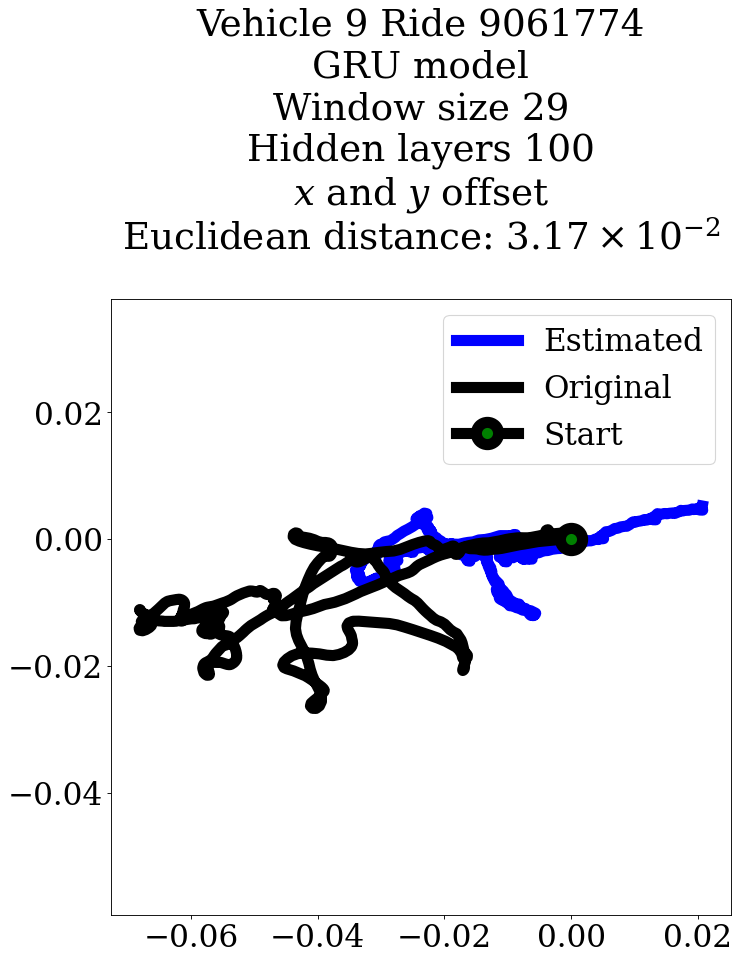 Vehicle 9 Ride 9061774
GRU model
Window size 29
Hidden layers 100
x and y offset
Euclidean distance: 3.17 × 10⁻²
Estimated
Original
Start
0.02
0.00
−0.02
−0.04
−0.06 −0.04 −0.02 0.00 0.02